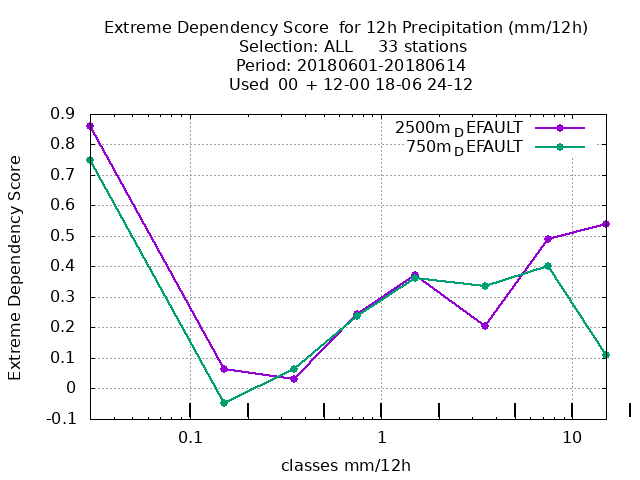 Extreme Dependency Score  for 12h Precipitation (mm/12h)
Selection: ALL     33 stations
Period: 20180601-20180614
Used  00 + 12-00 18-06 24-12
2500m_DEFAULT
750m_DEFAULT
Extreme Dependency Score
0.9
0.8
0.7
0.6
0.5
0.4
0.3
0.2
0.1
0
-0.1
0.1
1
10
classes mm/12h